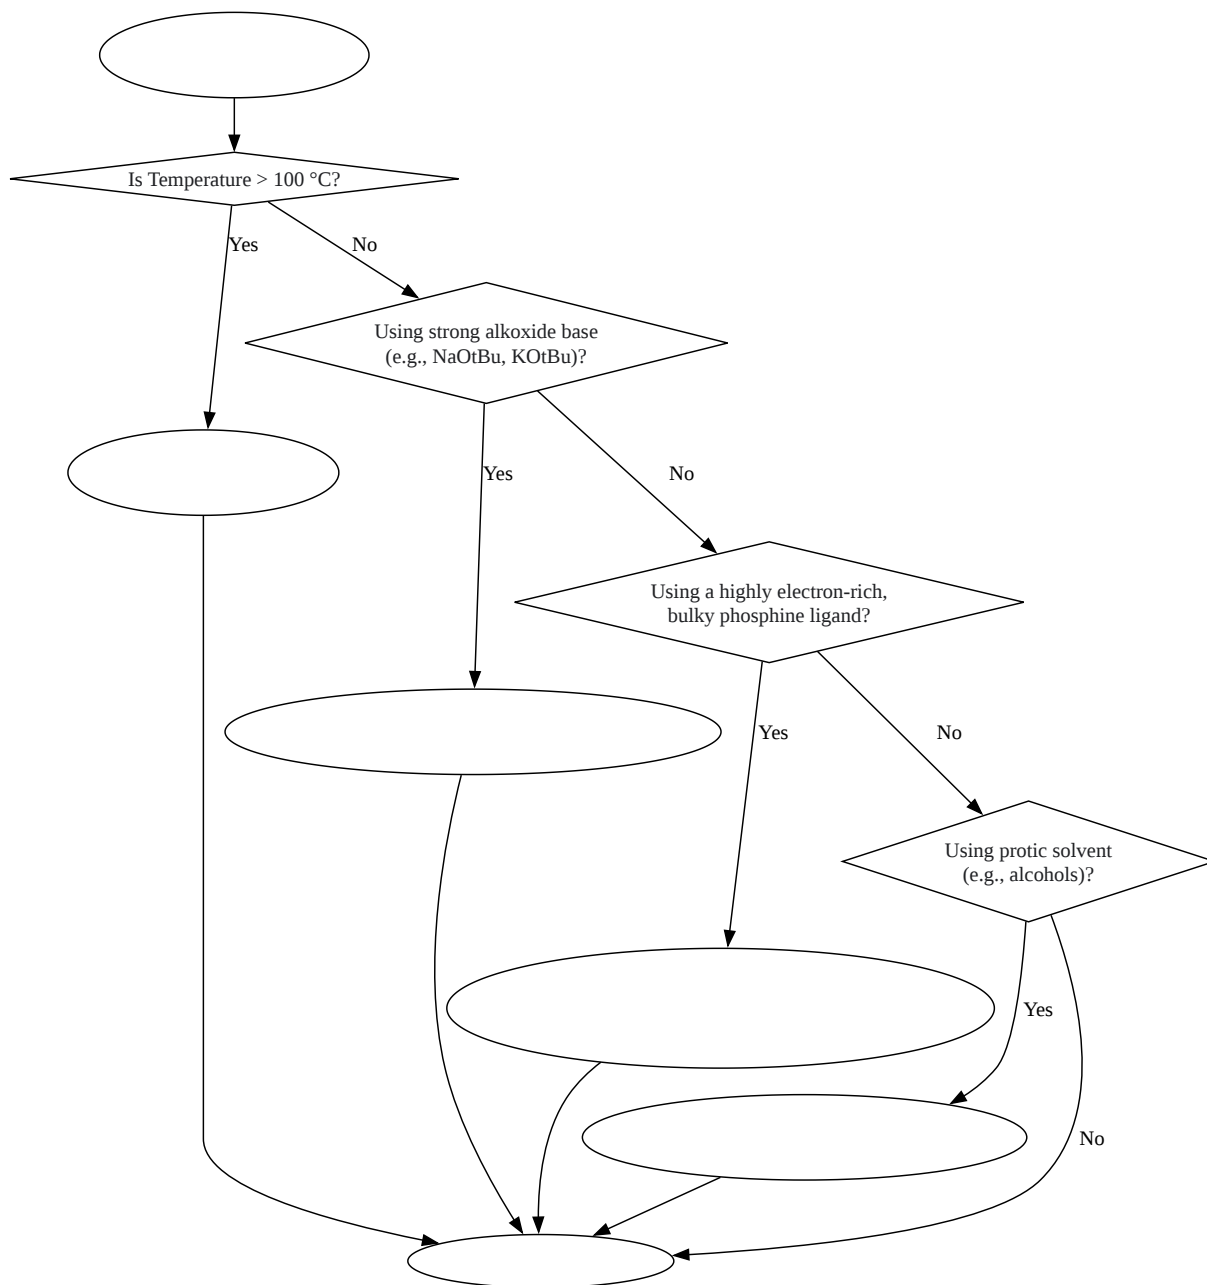 Is Temperature > 100 °C?
Yes
No
Using strong alkoxide base
(e.g., NaOtBu, KOtBu)?
Yes
No
Using a highly electron-rich,
bulky phosphine ligand?
Yes
No
Using protic solvent
(e.g., alcohols)?
Yes
No